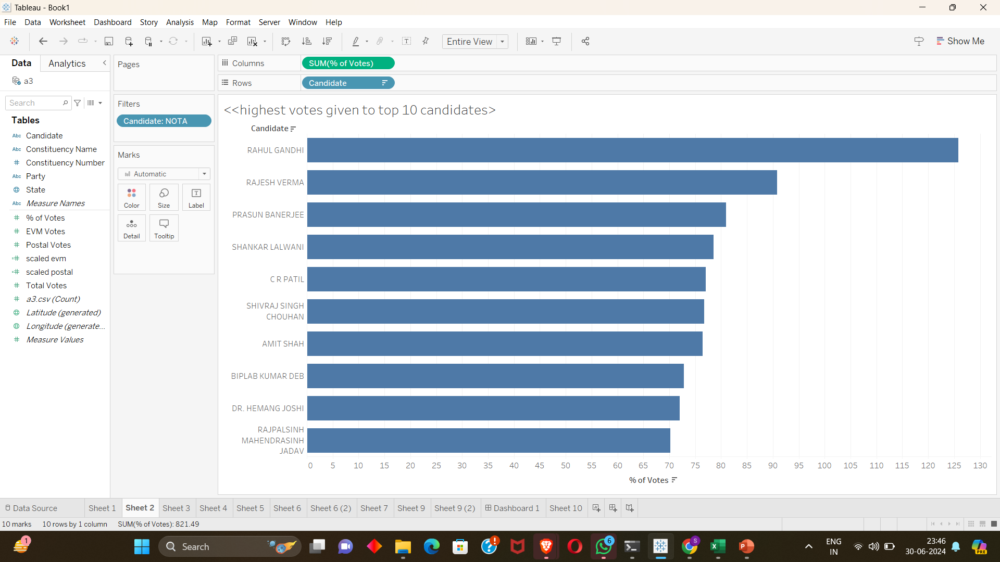 Tableau - Book1
File Data Worksheet Dashboard Story Analysis Map Format Server Window Help
Entire View
Show Me
Data Analytics
Pages
Columns
SUM(% of Votes)
a3
Rows
Candidate
Search
Filters
Candidate: NOTA
Tables
Abc Candidate
Abc Constituency Name
# Constituency Number
Abc Party
State
Abc Measure Names
# % of Votes
# EVM Votes
# Postal Votes
=# scaled evm
=# scaled postal
# Total Votes
# a3.csv (Count)
Latitude (generated)
Longitude (generate...
# Measure Values
Marks
Automatic
Color Size Label
Detail Tooltip
<<highest votes given to top 10 candidates>
Candidate
RAHUL GANDHI
RAJESH VERMA
PRASUN BANERJEE
SHANKAR LALWANI
C R PATIL
SHIVRAJ SINGH
CHOUHAN
AMIT SHAH
BIPLAB KUMAR DEB
DR. HEMANG JOSHI
RAJPALSINH
MAHENDRASINH
JADAV
0 5 10 15 20 25 30 35 40 45 50 55 60 65 70 75 80 85 90 95 100 105 110 115 120 125 130
% of Votes
Data Source Sheet 1 Sheet 2 Sheet 3 Sheet 4 Sheet 5 Sheet 6 Sheet 6 (2) Sheet 7 Sheet 9 Sheet 9 (2) Dashboard 1 Sheet 10
10 marks 10 rows by 1 column SUM(% of Votes): 821.49
1
Search
6
S
X
P
ENG
IN
23:46
30-06-2024
PRE